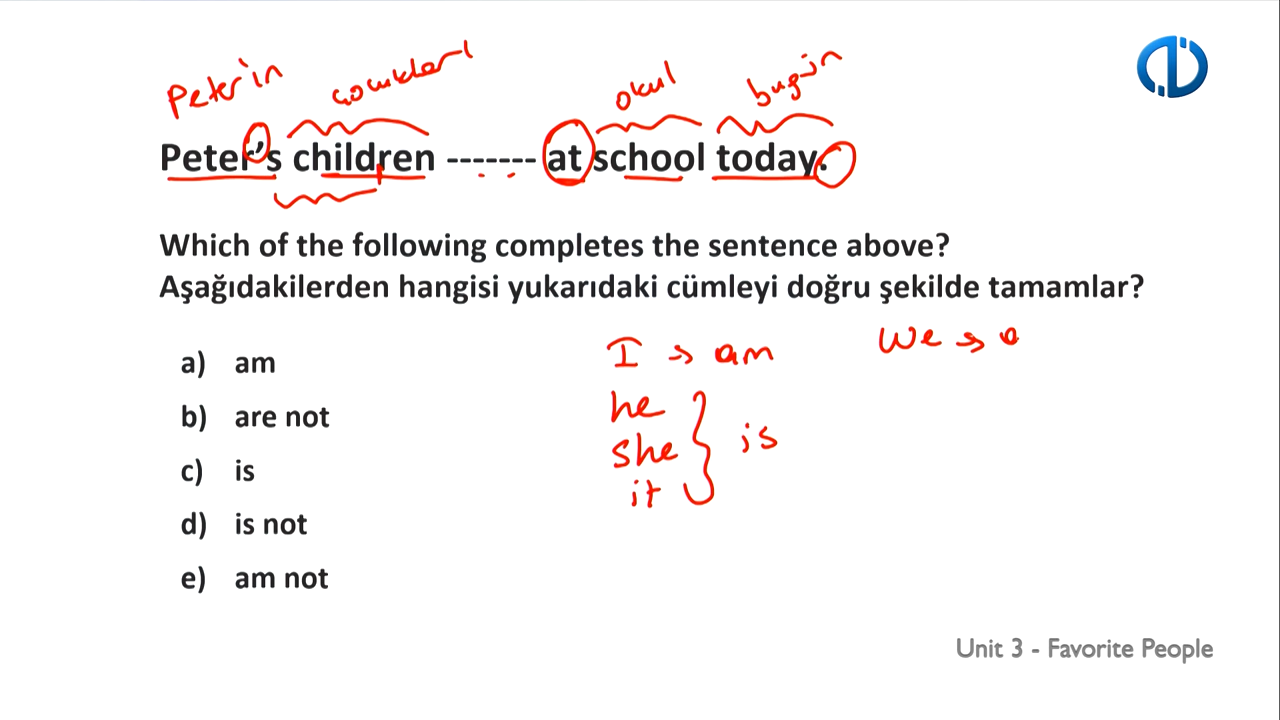 Peter'in çocukları okul bugün
Peter's children ------- at school today.
Which of the following completes the sentence above?
Aşağıdakilerden hangisi yukarıdaki cümleyi doğru şekilde tamamlar?
a) am
b) are not
c) is
d) is not
e) am not
I → am
he
she
it
is
We → a
Unit 3 - Favorite People